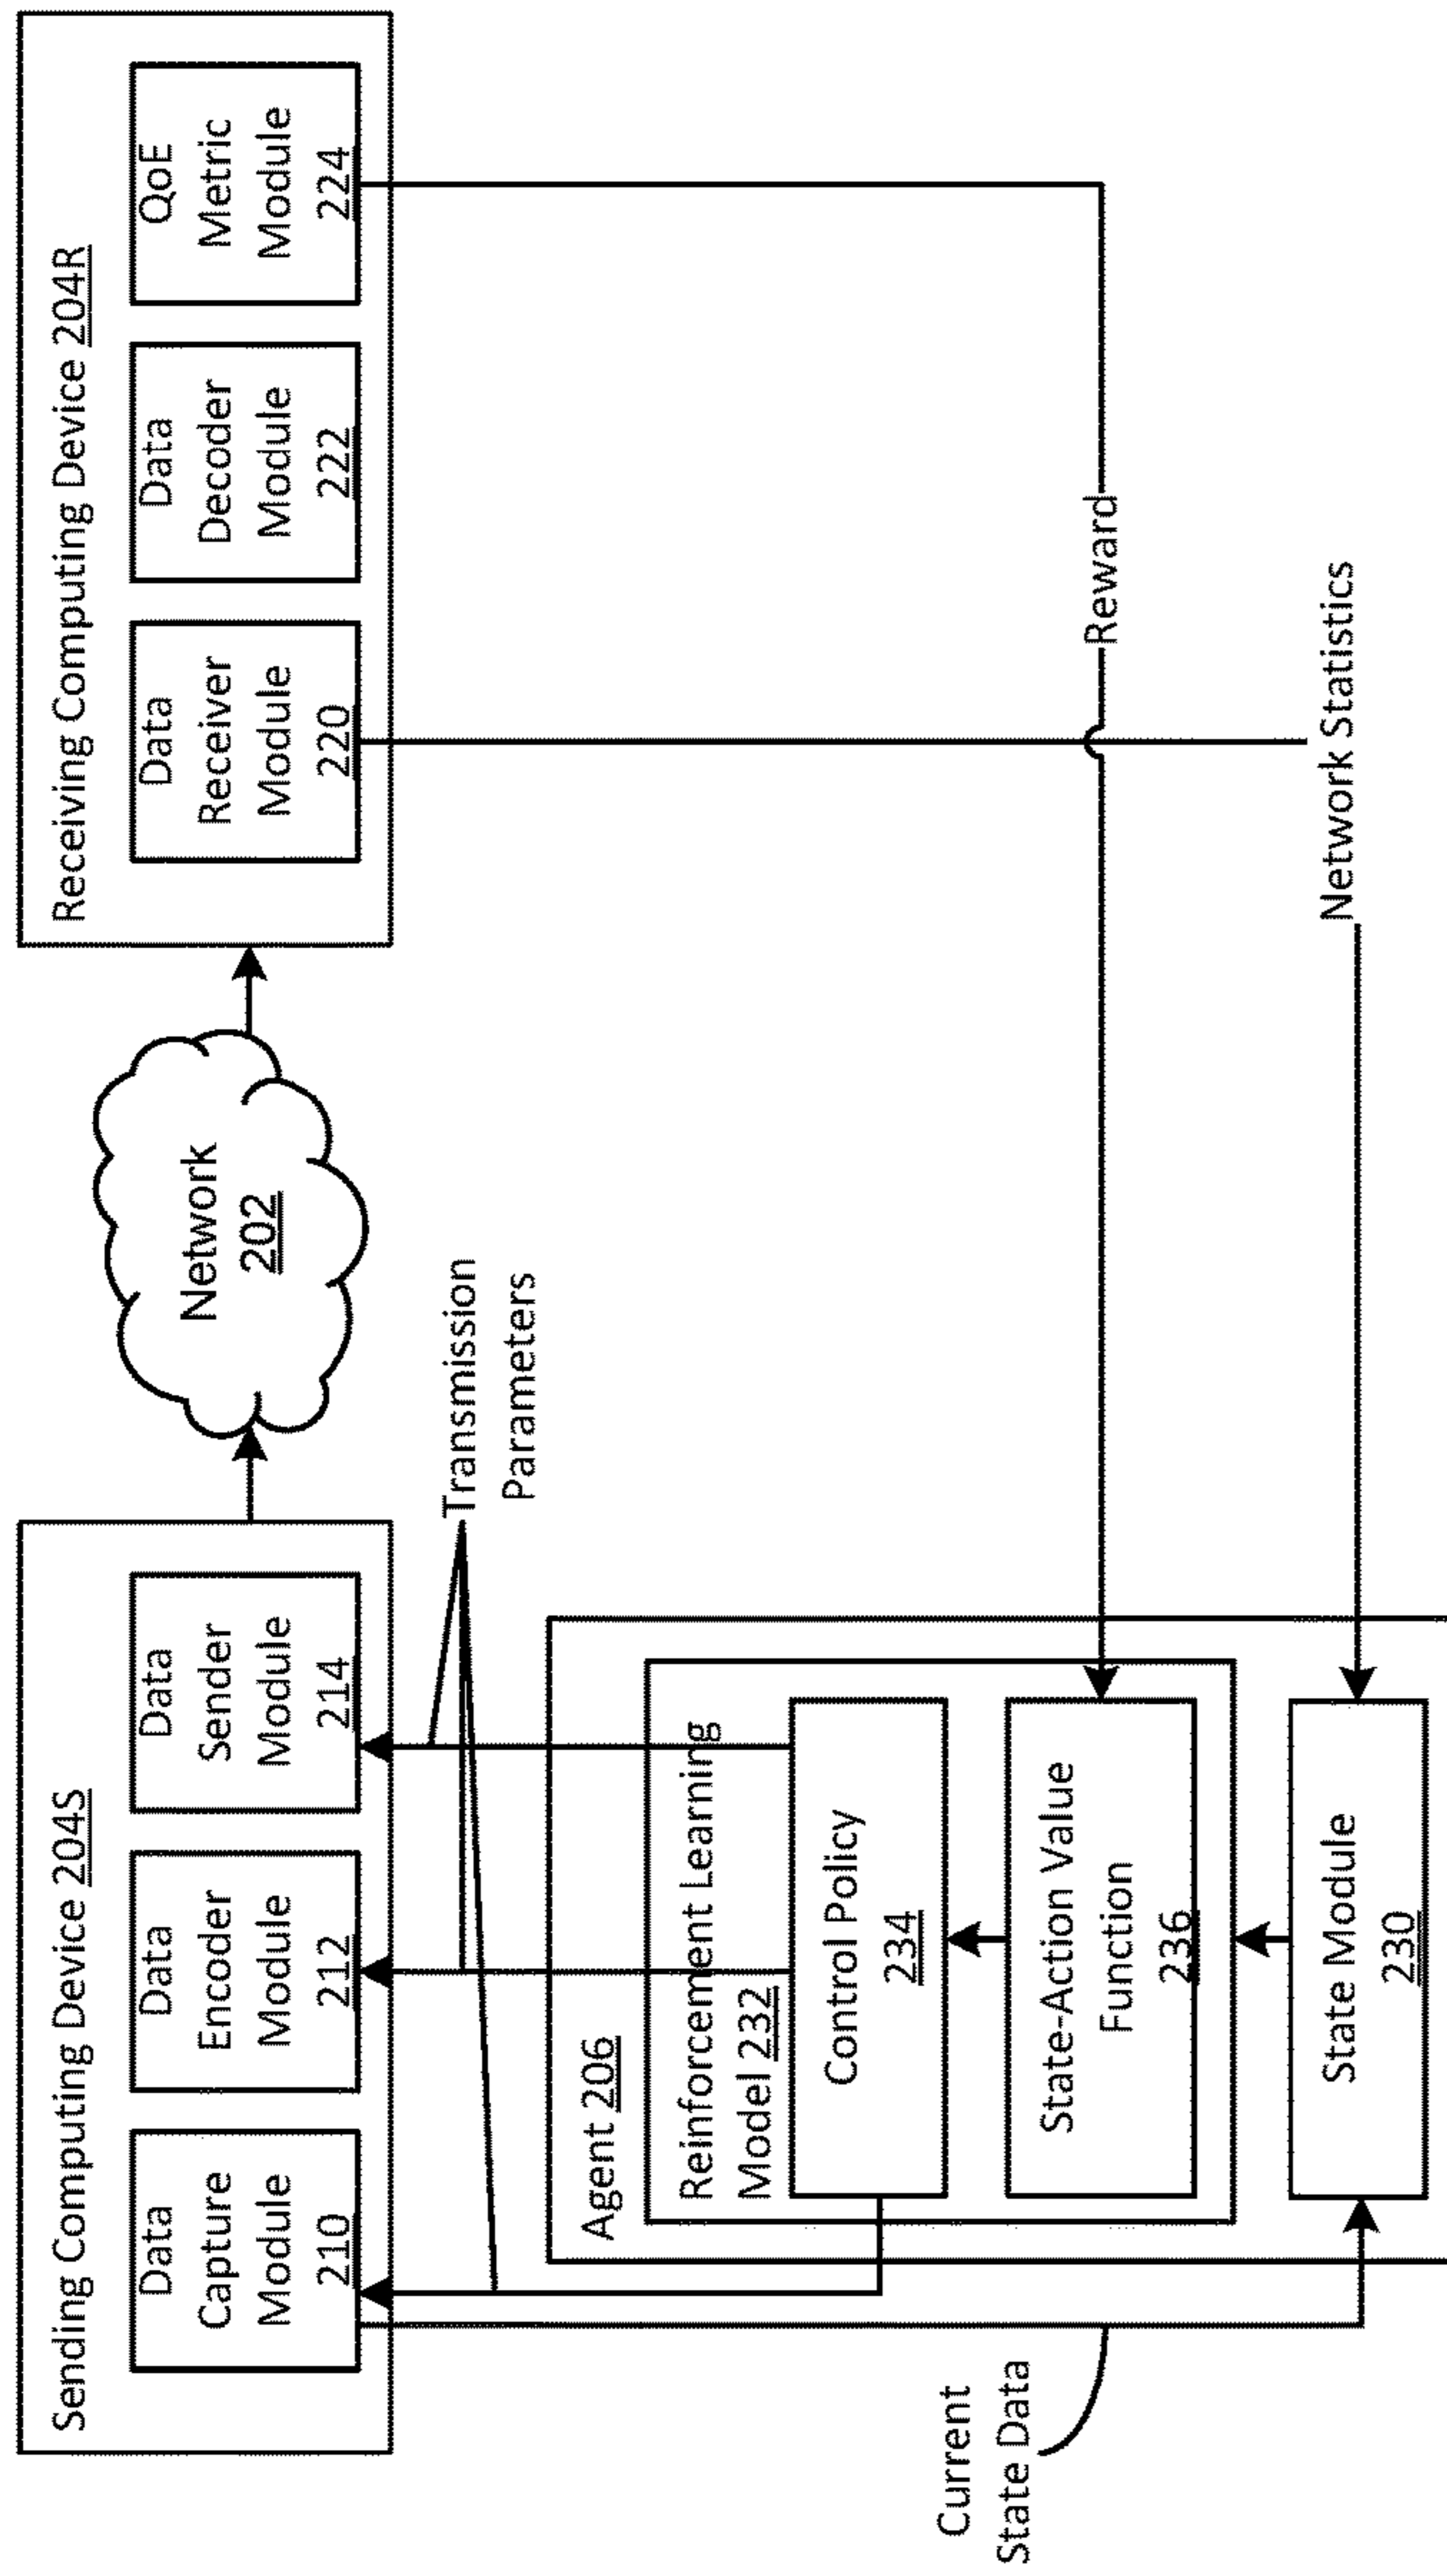 Sending Computing Device 204S
Data
Capture
Module
210
Data
Encoder
Module
212
Data
Sender
Module
214
Network
202
Receiving Computing Device 204R
Data
Receiver
Module
220
Data
Decoder
Module
222
QoE
Metric
Module
224
Transmission
Parameters
Agent 206
Reinforcement Learning
Model 232
Control Policy
234
State-Action Value
Function
236
State Module
230
Current
State Data
Reward
Network Statistics